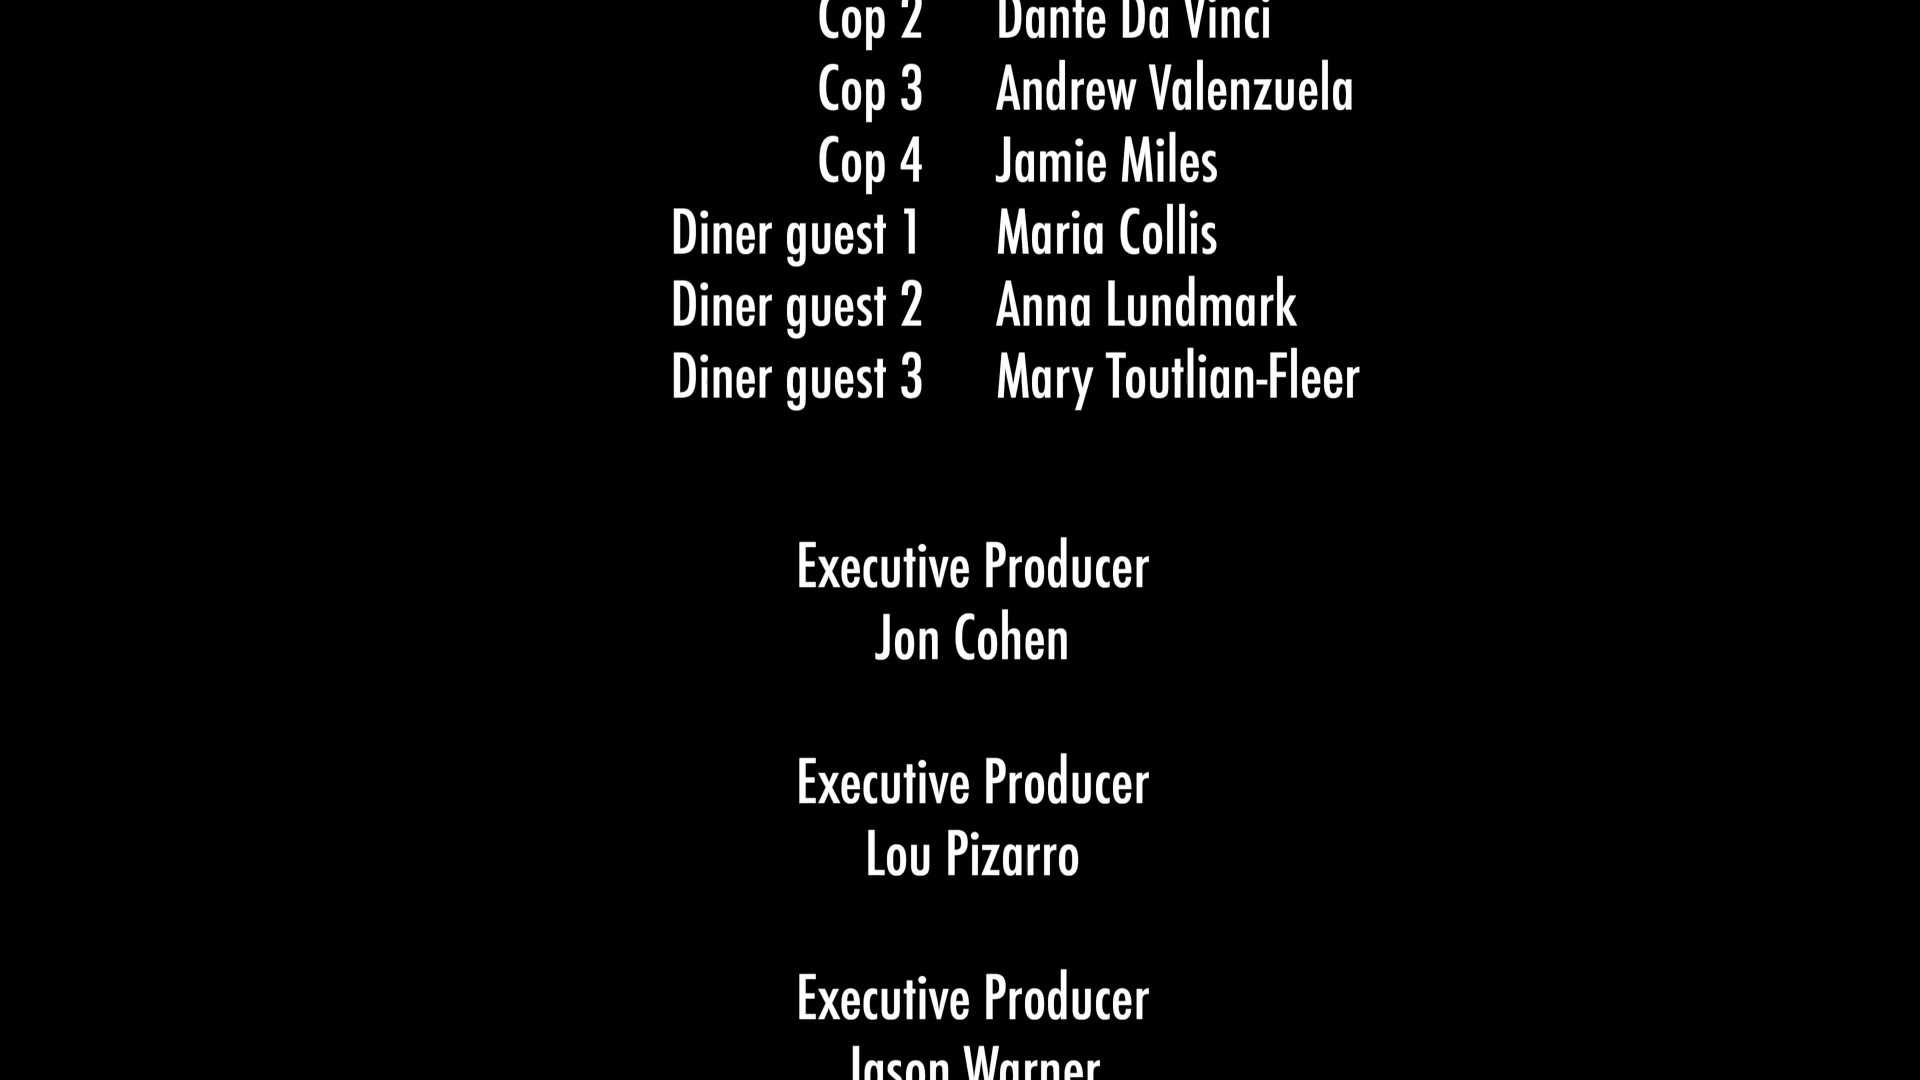 Cop 2 Dante Da Vinci
Cop 3 Andrew Valenzuela
Cop 4 Jamie Miles
Diner guest 1 Maria Collis
Diner guest 2 Anna Lundmark
Diner guest 3 Mary Toutlian-Fleer
Executive Producer
Jon Cohen
Executive Producer
Lou Pizarro
Executive Producer
Jason Warner